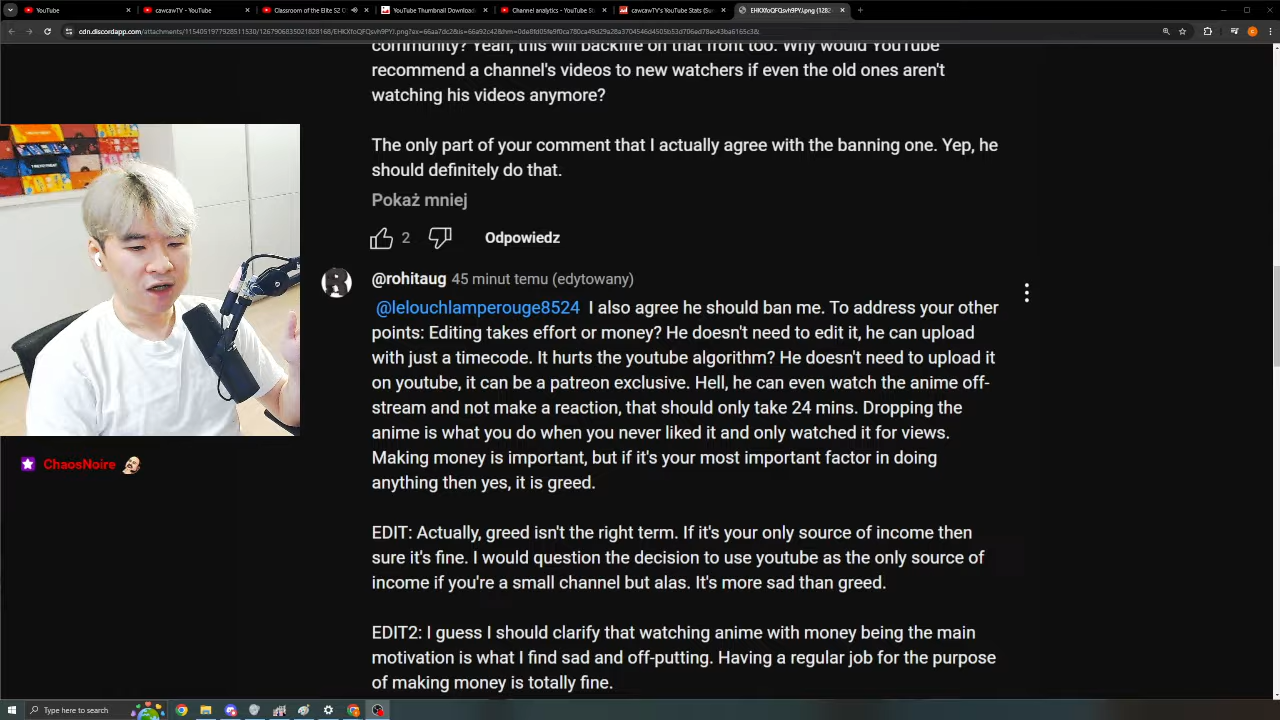 YouTube
cawcawTV - YouTube
Classroom of the Elite S2
YouTube Thumbnail Download
Channel analytics - YouTube St
cawcawTV's YouTube Stats (Su
community? Yeah, this will backfire on that front too. Why would YouTube
recommend a channel's videos to new watchers if even the old ones aren't
watching his videos anymore?
The only part of your comment that I actually agree with the banning one. Yep, he
should definitely do that.
Pokaż mniej
2
Odpowiedz
@rohitaug 45 minut temu (edytowany)
@lelouchlamperouge8524 I also agree he should ban me. To address your other
points: Editing takes effort or money? He doesn't need to edit it, he can upload
with just a timecode. It hurts the youtube algorithm? He doesn't need to upload it
on youtube, it can be a patreon exclusive. Hell, he can even watch the anime off-
stream and not make a reaction, that should only take 24 mins. Dropping the
anime is what you do when you never liked it and only watched it for views.
Making money is important, but if it's your most important factor in doing
anything then yes, it is greed.
EDIT: Actually, greed isn't the right term. If it's your only source of income then
sure it's fine. I would question the decision to use youtube as the only source of
income if you're a small channel but alas. It's more sad than greed.
EDIT2: I guess I should clarify that watching anime with money being the main
motivation is what I find sad and off-putting. Having a regular job for the purpose
of making money is totally fine.
ChaosNoire
Type here to search